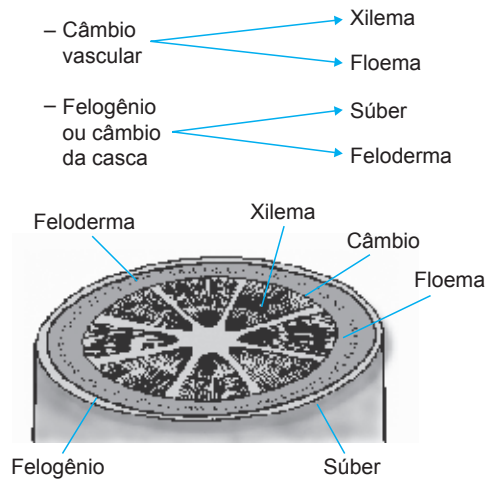 – Câmbio
vascular
Xilema
Floema
– Felogênio
ou câmbio
da casca
Súber
Feloderma
Feloderma
Xilema
Câmbio
Floema
Felogênio
Súber